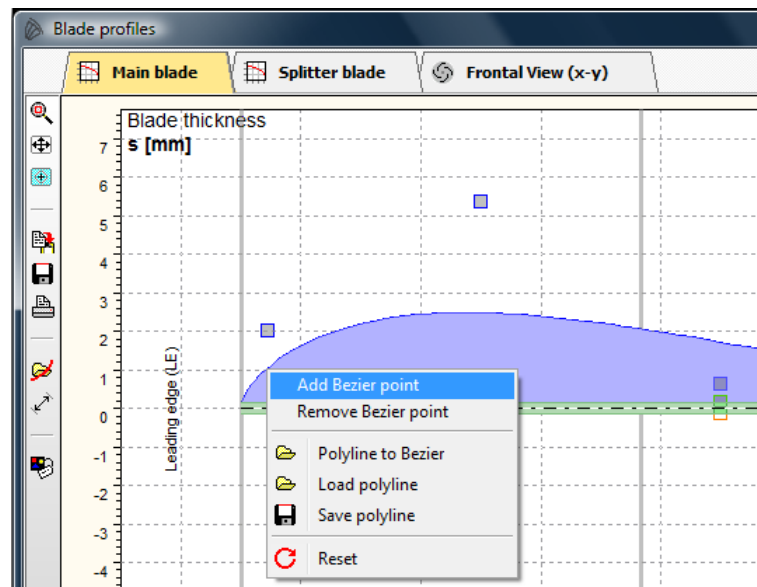 Blade profiles
Main blade
Splitter blade
Frontal View (x-y)
Blade thickness
s [mm]
7
6
5
4
3
2
1
0
-1
-2
-3
-4
Leading edge (LE)
Add Bezier point
Remove Bezier point
Polyline to Bezier
Load polyline
Save polyline
Reset